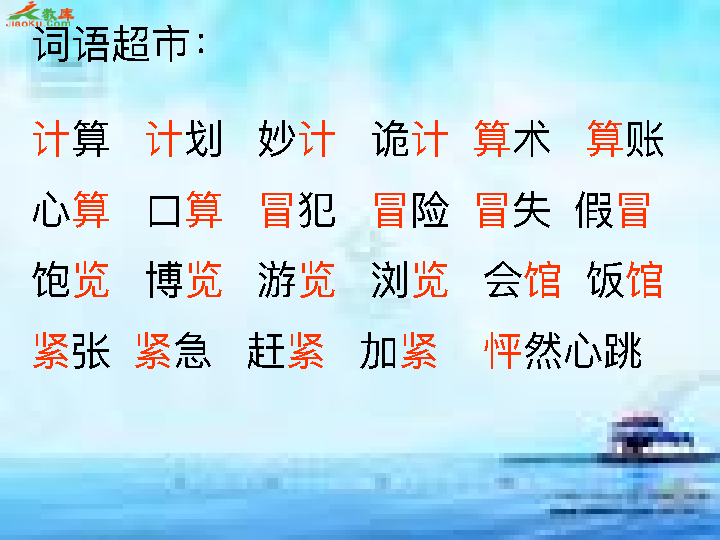 教库
Jiaoku.com
词语超市：
计算 计划 妙计 诡计 算术 算账
心算 口算 冒犯 冒险 冒失 假冒
饱览 博览 游览 浏览 会馆 饭馆
紧张 紧急 赶紧 加紧 怦然心跳